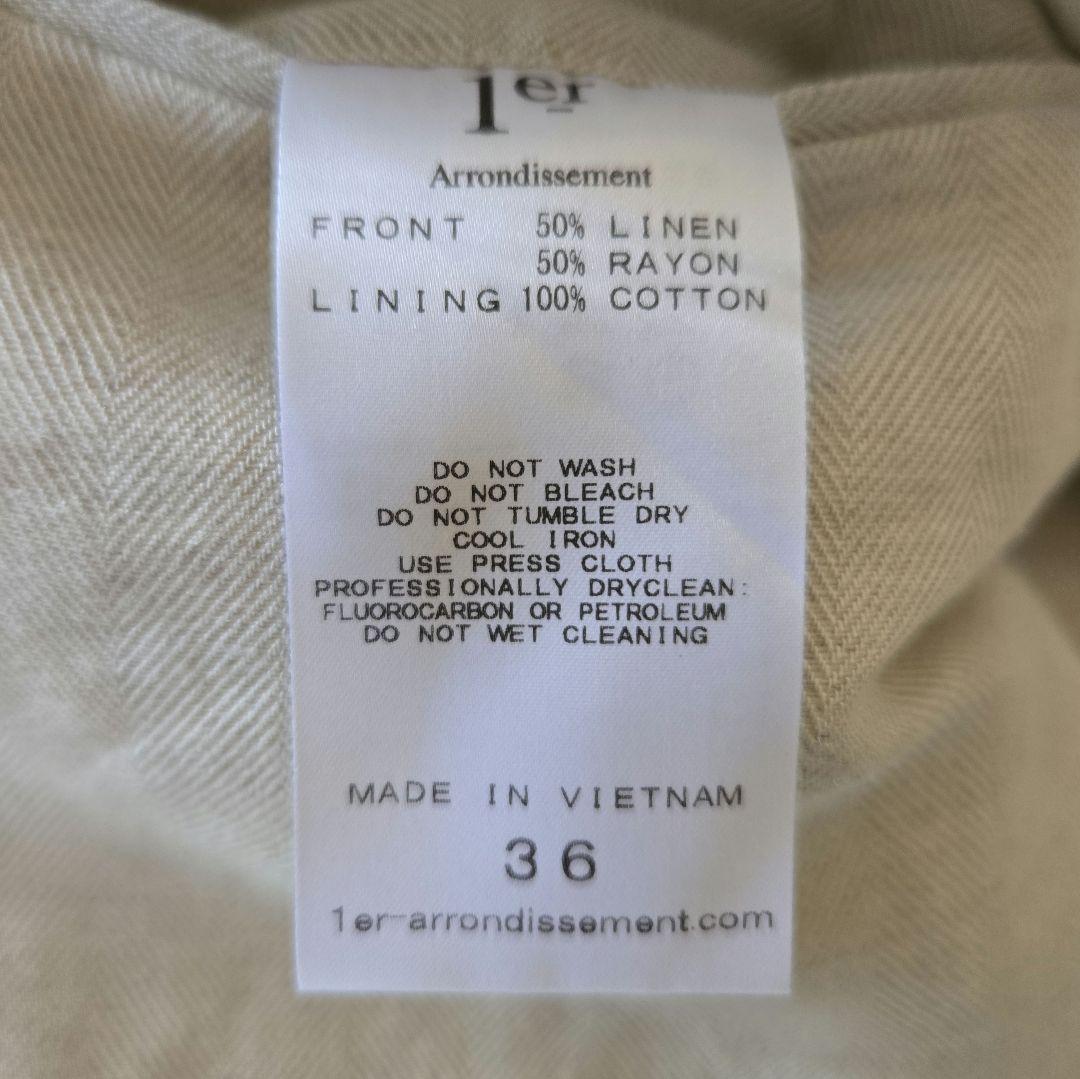 1er
Arrondissement
FRONT 50% LINEN
50% RAYON
LINING 100% COTTON
DO NOT WASH
DO NOT BLEACH
DO NOT TUMBLE DRY
COOL IRON
USE PRESS CLOTH
PROFESSIONALLY DRYCLEAN:
FLUOROCARBON OR PETROLEUM
DO NOT WET CLEANING
MADE IN VIETNAM
36
1er-arrondissement.com